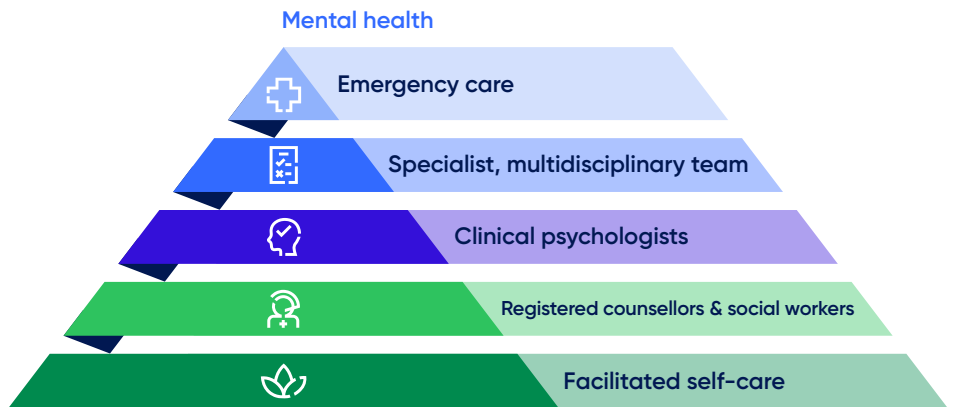 Mental health
Emergency care
Specialist, multidisciplinary team
Clinical psychologists
Registered counsellors & social workers
Facilitated self-care